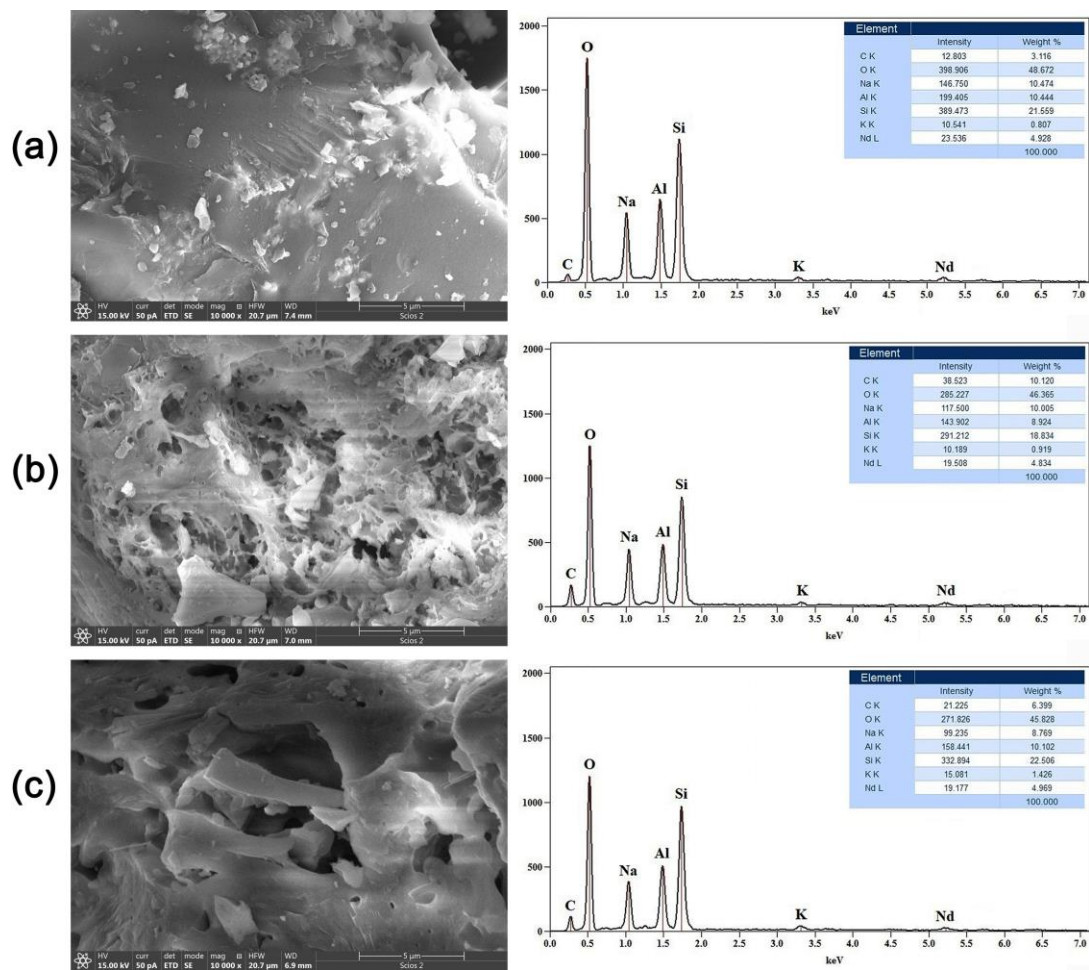 (a)
HV curr det mode mag HFW WD
15.00 kV 50 pA ETD SE 10 000 x 20.7 µm 7.4 mm
5 µm
Scios 2
2000
1500
1000
500
0
O
Na
Al
Si
C
K
Nd
0.0 0.5 1.0 1.5 2.0 2.5 3.0 3.5 4.0 4.5 5.0 5.5 6.0 6.5 7.0
keV
Element
Intensity Weight %
C K 12.803 3.116
O K 398.906 48.672
Na K 146.750 10.474
Al K 199.405 10.444
Si K 389.473 21.559
K K 10.541 0.807
Nd L 23.536 4.928
100.000
(b)
HV curr det mode mag HFW WD
15.00 kV 50 pA ETD SE 10 000 x 20.7 µm 7.0 mm
5 µm
Scios 2
2000
1500
1000
500
0
O
Si
Na
Al
C
K
Nd
0.0 0.5 1.0 1.5 2.0 2.5 3.0 3.5 4.0 4.5 5.0 5.5 6.0 6.5 7.0
keV
Element
Intensity Weight %
C K 38.523 10.120
O K 285.227 46.365
Na K 117.500 10.005
Al K 143.902 8.924
Si K 291.212 18.834
K K 10.189 0.919
Nd L 19.508 4.834
100.000
(c)
HV curr det mode mag HFW WD
15.00 kV 50 pA ETD SE 10 000 x 20.7 µm 6.9 mm
5 µm
Scios 2
2000
1500
1000
500
0
O
Si
Al
Na
C
K
Nd
0.0 0.5 1.0 1.5 2.0 2.5 3.0 3.5 4.0 4.5 5.0 5.5 6.0 6.5 7.0
keV
Element
Intensity Weight %
C K 21.225 6.399
O K 271.826 45.828
Na K 99.235 8.769
Al K 158.441 10.102
Si K 332.894 22.506
K K 15.081 1.426
Nd L 19.177 4.969
100.000